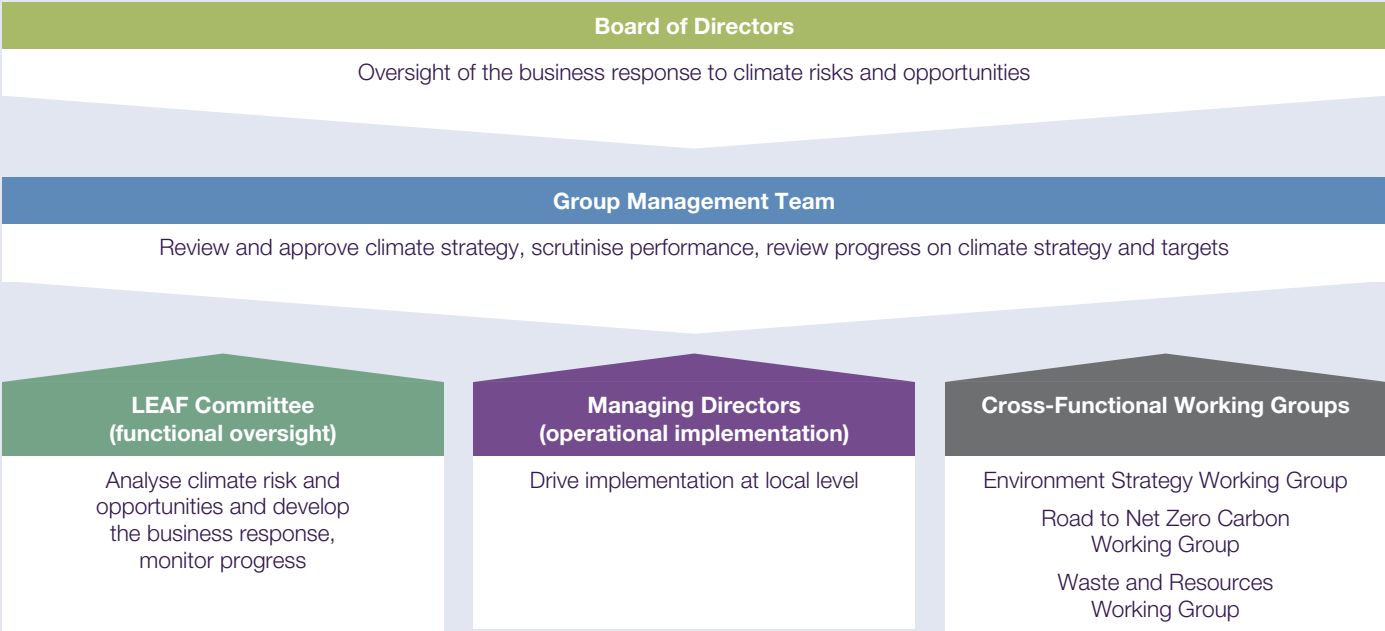 Board of Directors
Oversight of the business response to climate risks and opportunities
Group Management Team
Review and approve climate strategy, scrutinise performance, review progress on climate strategy and targets
LEAF Committee
(functional oversight)
Analyse climate risk and
opportunities and develop
the business response,
monitor progress
Managing Directors
(operational implementation)
Drive implementation at local level
Cross-Functional Working Groups
Environment Strategy Working Group
Road to Net Zero Carbon
Working Group
Waste and Resources
Working Group